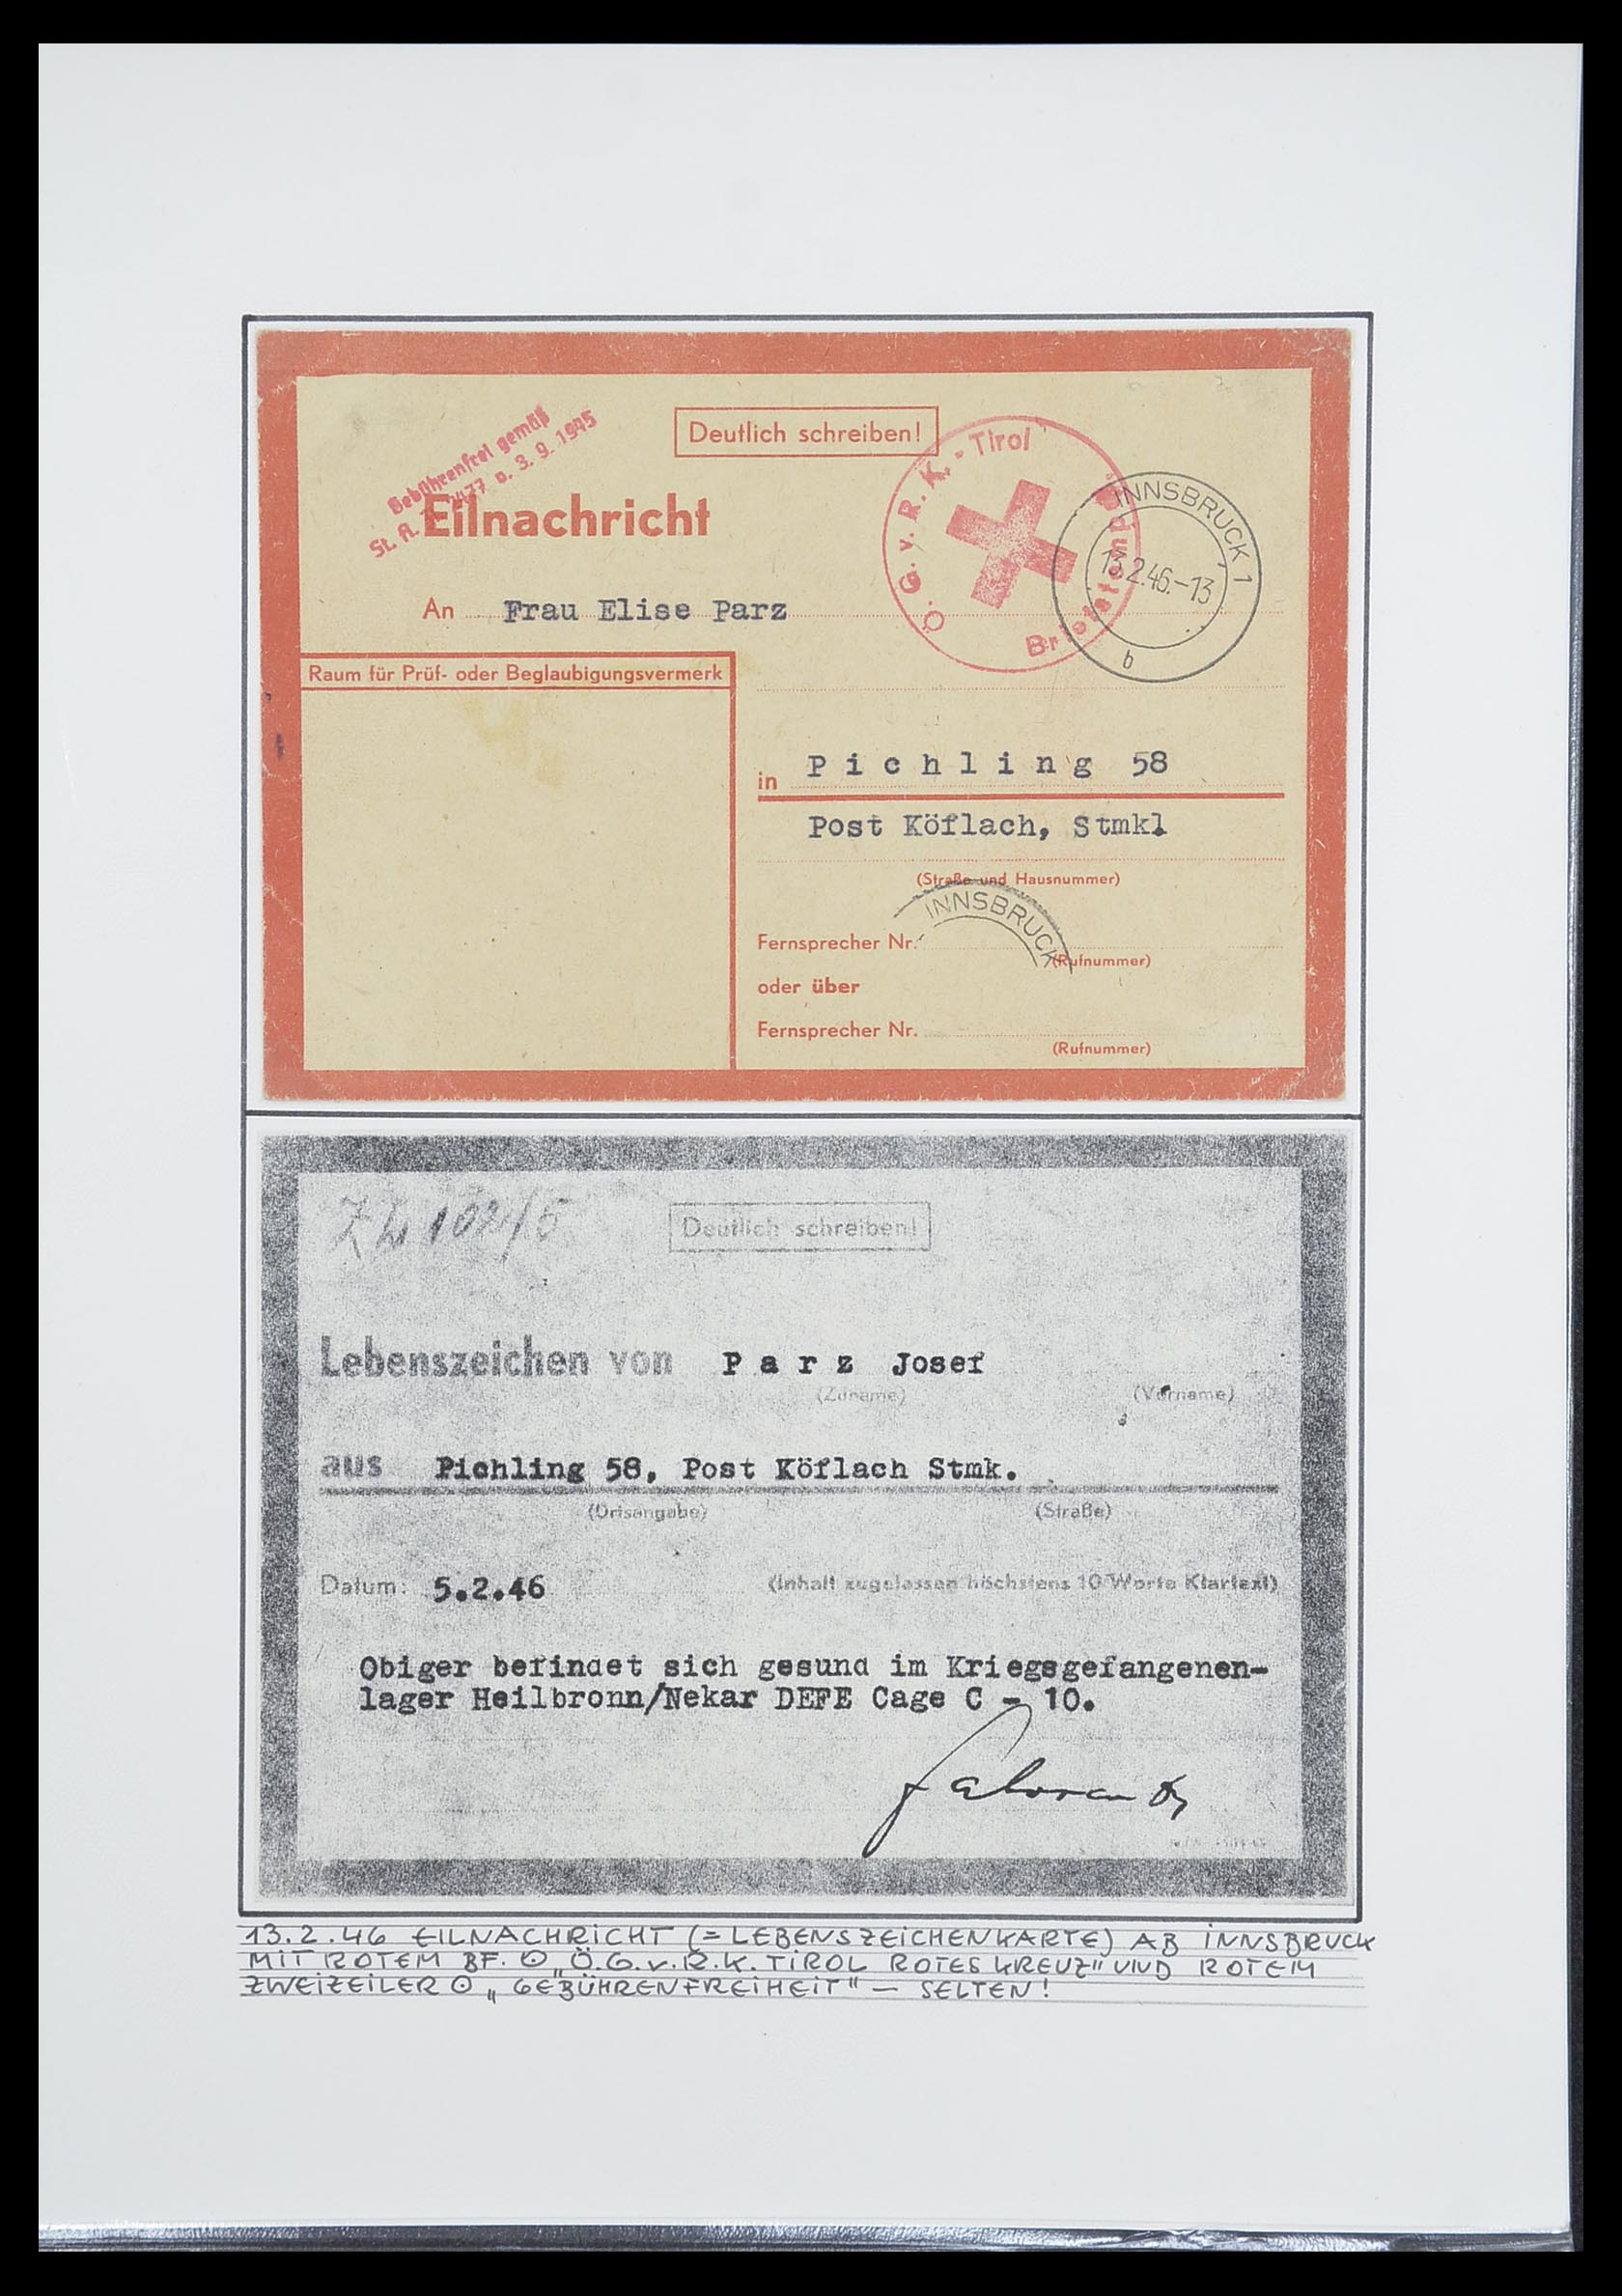 Gebührenfrei gemäß
St. A. 2477 v. 3. 9. 1945
Deutlich schreiben!
Ö. G. v. R. K. - Tirol
INNSBRUCK 1
13.2.46.-13
b
Eilnachricht
An Frau Elise Parz
Raum für Prüf- oder Beglaubigungsvermerk
in Pichling 58
Post Köflach, Stmkl
(Straße und Hausnummer)
INNSBRUCK
Fernsprecher Nr.
(Rufnummer)
oder über
Fernsprecher Nr.
(Rufnummer)
102/5
Deutlich schreiben!
Lebenszeichen von Parz Josef
(Zuname) (Vorname)
aus Pichling 58, Post Köflach Stmk.
(Ortsangabe) (Straße)
Datum: 5.2.46 (Inhalt zugelassen höchstens 10 Worte Klartext)
Obiger befindet sich gesund im Kriegsgefangenen-
lager Heilbronn/Nekar DEFE Cage C - 10.
13.2.46 EILNACHRICHT (= LEBENSZEICHENKARTE) AB INNSBRUCK
MIT ROTEM BF. ⊙ „Ö.G.v.R.K. TIROL ROTES KREUZ" UND ROTEM
ZWEIZEILER ⊙ „GEBÜHRENFREIHEIT" — SELTEN!